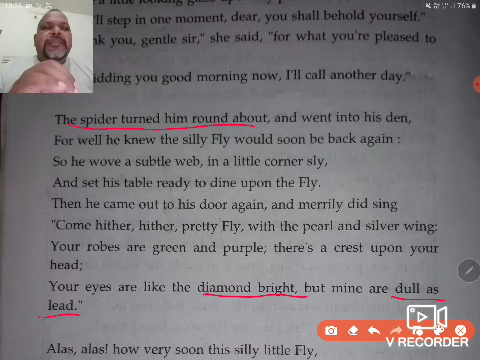 10:25
76%
'll step in one moment, dear, you shall behold yourself."
nk you, gentle sir," she said, "for what you're pleased to
idding you good morning now, I'll call another day."
The spider turned him round about, and went into his den,
For well he knew the silly Fly would soon be back again :
So he wove a subtle web, in a little corner sly,
And set his table ready to dine upon the Fly.
Then he came out to his door again, and merrily did sing
"Come hither, hither, pretty Fly, with the pearl and silver wing:
Your robes are green and purple; there's a crest upon your
head;
Your eyes are like the diamond bright, but mine are dull as
lead."
V RECORDER
Alas, alas! how very soon this silly little Fly,